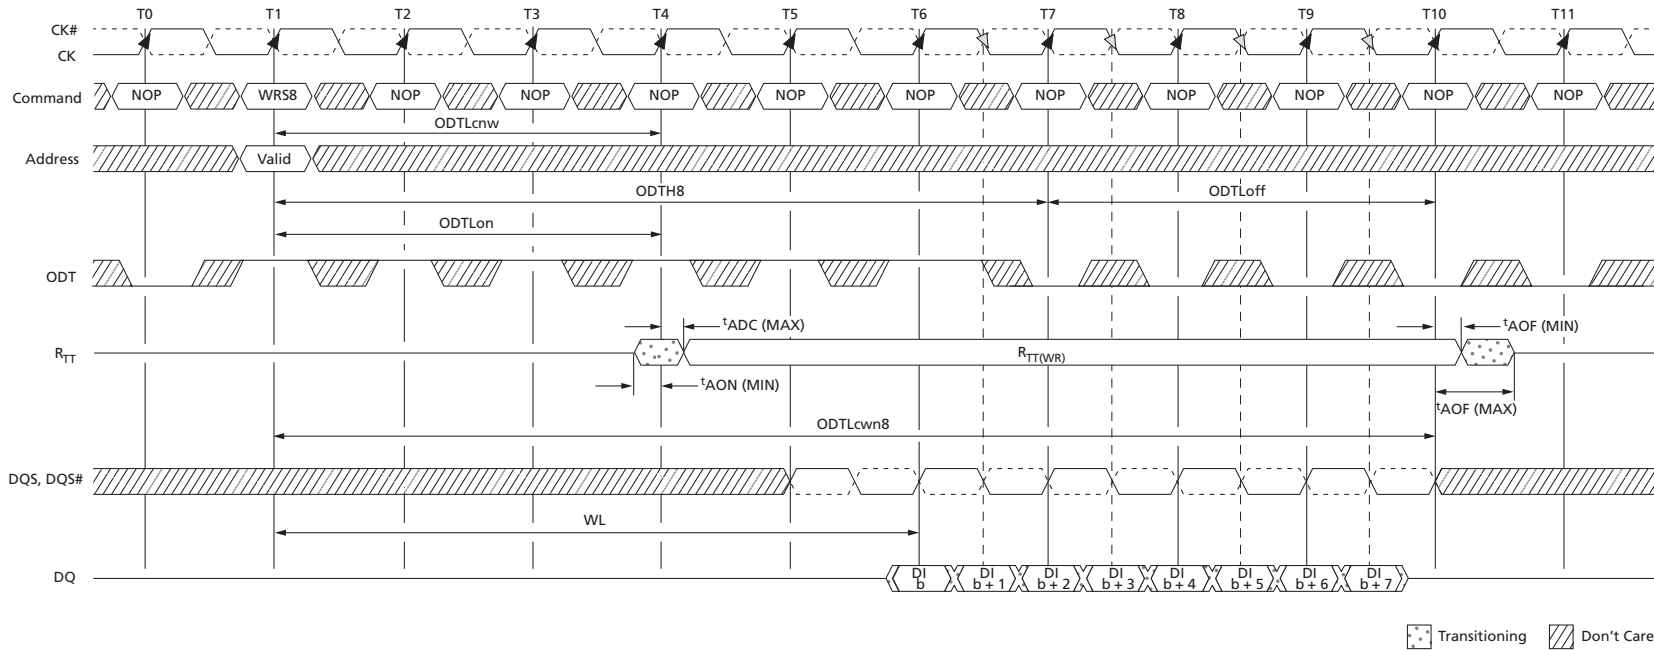 T0 T1 T2 T3 T4 T5 T6 T7 T8 T9 T10 T11
CK#
CK
Command NOP WRS8 NOP NOP NOP NOP NOP NOP NOP NOP NOP NOP
ODTLcnw
Address Valid
ODTH8 ODTLoff
ODTLon
ODT
tADC (MAX) tAOF (MIN)
RTT RTT(WR)
tAON (MIN)
tAOF (MAX)
ODTLcwn8
DQS, DQS#
WL
DQ
DI b
DI b + 1
DI b + 2
DI b + 3
DI b + 4
DI b + 5
DI b + 6
DI b + 7
Transitioning Don't Care